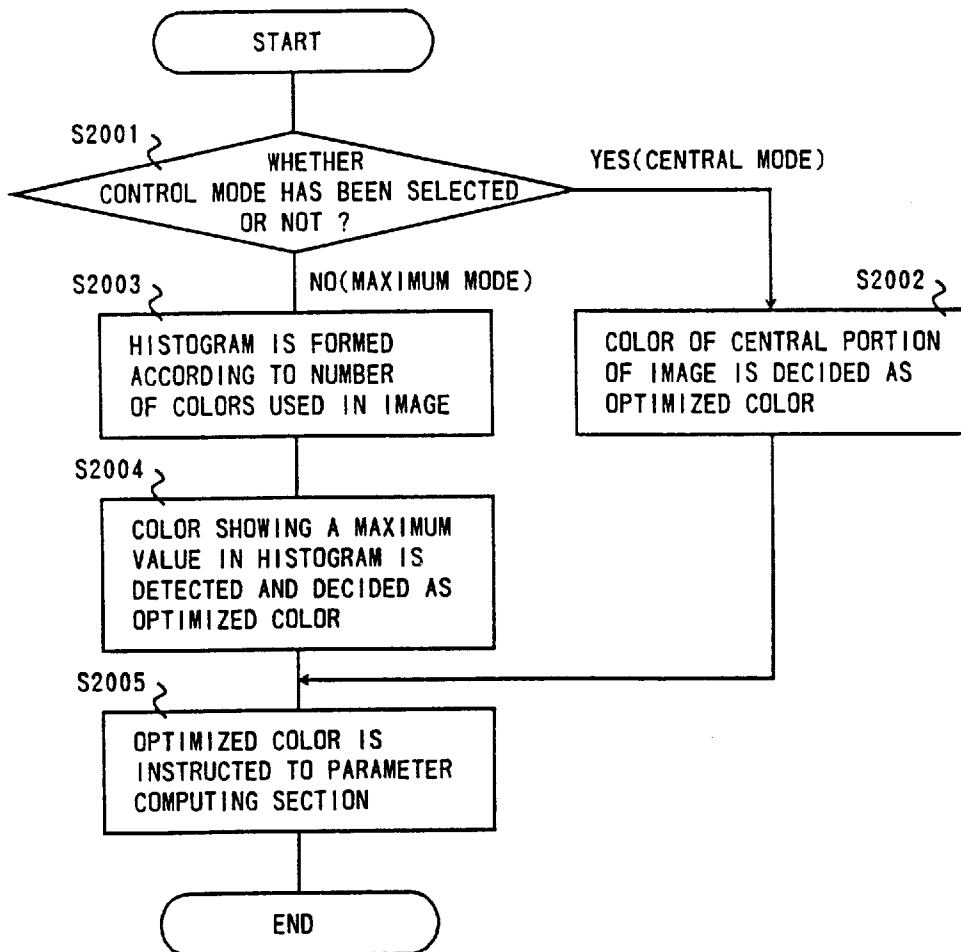 START
S2001
WHETHER
CONTROL MODE HAS BEEN SELECTED
OR NOT ?
YES(CENTRAL MODE)
NO(MAXIMUM MODE)
S2003
HISTOGRAM IS FORMED
ACCORDING TO NUMBER
OF COLORS USED IN IMAGE
S2002
COLOR OF CENTRAL PORTION
OF IMAGE IS DECIDED AS
OPTIMIZED COLOR
S2004
COLOR SHOWING A MAXIMUM
VALUE IN HISTOGRAM IS
DETECTED AND DECIDED AS
OPTIMIZED COLOR
S2005
OPTIMIZED COLOR IS
INSTRUCTED TO PARAMETER
COMPUTING SECTION
END